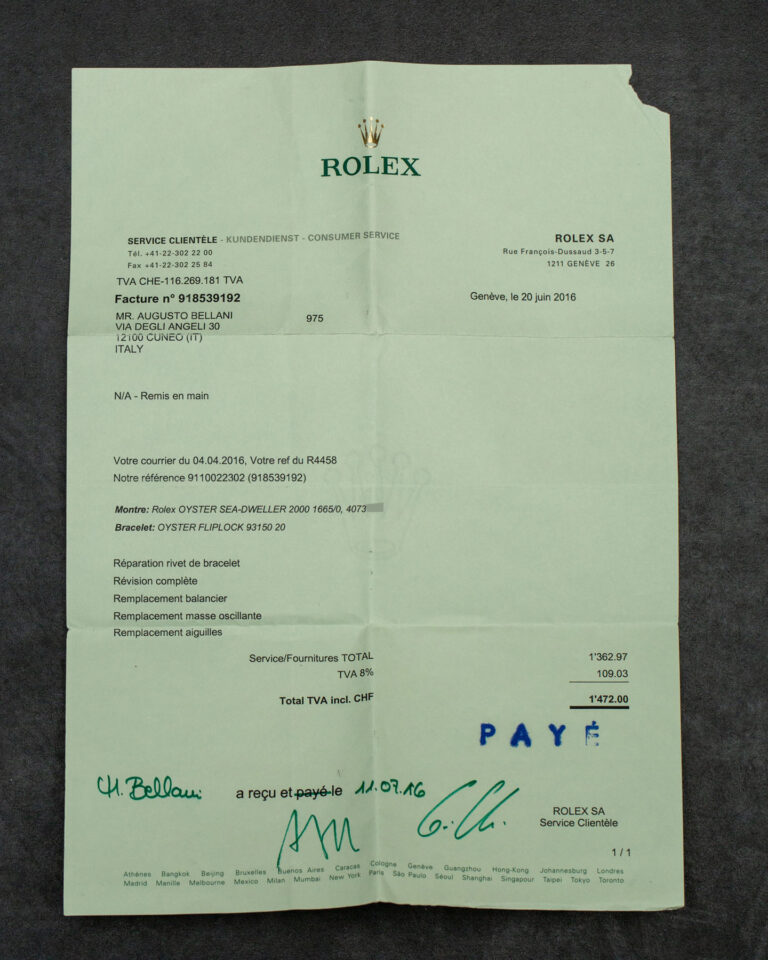 ROLEX
SERVICE CLIENTÈLE - KUNDENDIENST - CONSUMER SERVICE
Tél. +41-22-302 22 00
Fax +41-22-302 25 84
ROLEX SA
Rue François-Dussaud 3-5-7
1211 GENÈVE 26
TVA CHE-116.269.181 TVA
Facture n° 918539192
Genève, le 20 juin 2016
MR. AUGUSTO BELLANI 975
VIA DEGLI ANGELI 30
12100 CUNEO (IT)
ITALY
N/A - Remis en main
Votre courrier du 04.04.2016, Votre ref du R4458
Notre référence 9110022302 (918539192)
Montre: Rolex OYSTER SEA-DWELLER 2000 1665/0, 4073
Bracelet: OYSTER FLIPLOCK 93150 20
Réparation rivet de bracelet
Révision complète
Remplacement balancier
Remplacement masse oscillante
Remplacement aiguilles
Service/Fournitures TOTAL 1'362.97
TVA 8% 109.03
Total TVA incl. CHF 1'472.00
PAYÉ
Bellani a reçu et payé le 11.07.16
ROLEX SA
Service Clientèle
1 / 1
Athènes Bangkok Beijing Bruxelles Buenos Aires Caracas Cologne Genève Guangzhou Hong-Kong Johannesburg Londres
Madrid Manille Melbourne Mexico Milan Mumbai New York Paris São Paulo Séoul Shanghai Singapour Taipei Tokyo Toronto